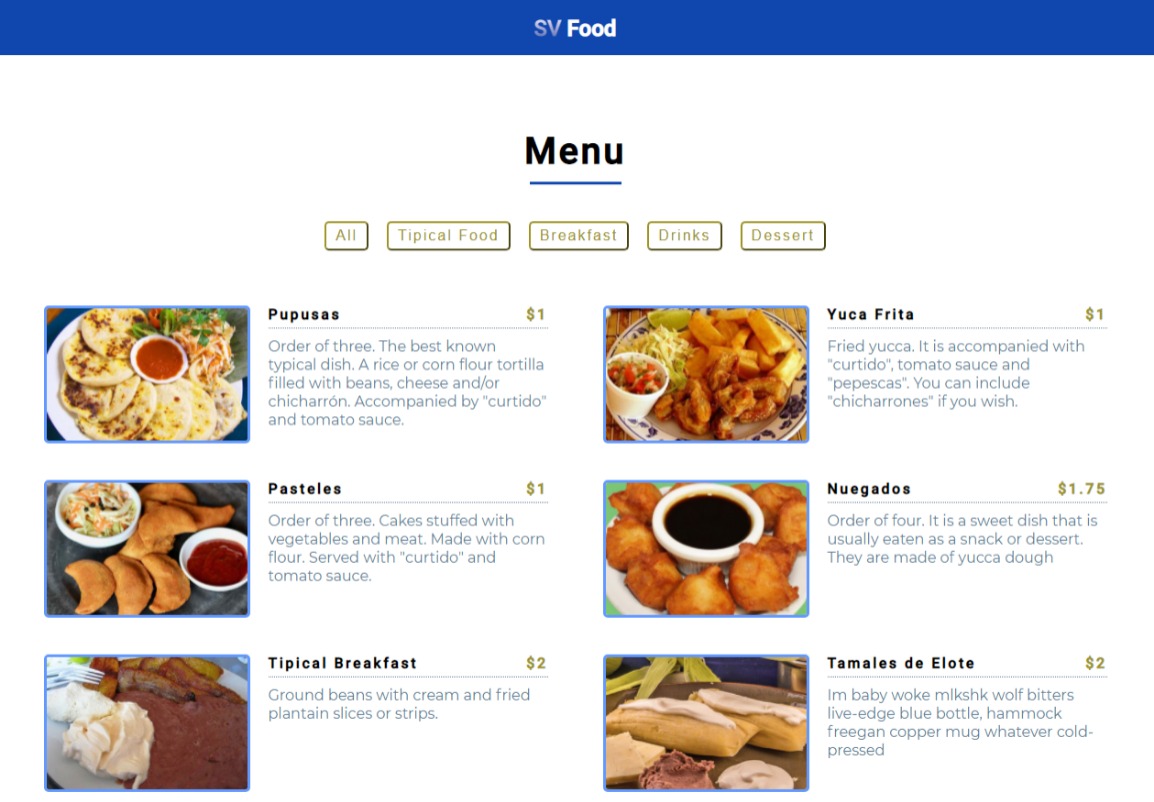 SV Food
Menu
All Tipical Food Breakfast Drinks Dessert
Pupusas $1
Order of three. The best known
typical dish. A rice or corn flour tortilla
filled with beans, cheese and/or
chicharrón. Accompanied by "curtido"
and tomato sauce.
Yuca Frita $1
Fried yucca. It is accompanied with
"curtido", tomato sauce and
"pepescas". You can include
"chicharrones" if you wish.
Pasteles $1
Order of three. Cakes stuffed with
vegetables and meat. Made with corn
flour. Served with "curtido" and
tomato sauce.
Nuegados $1.75
Order of four. It is a sweet dish that is
usually eaten as a snack or dessert.
They are made of yucca dough
Tipical Breakfast $2
Ground beans with cream and fried
plantain slices or strips.
Tamales de Elote $2
Im baby woke mlkshk wolf bitters
live-edge blue bottle, hammock
freegan copper mug whatever cold-
pressed